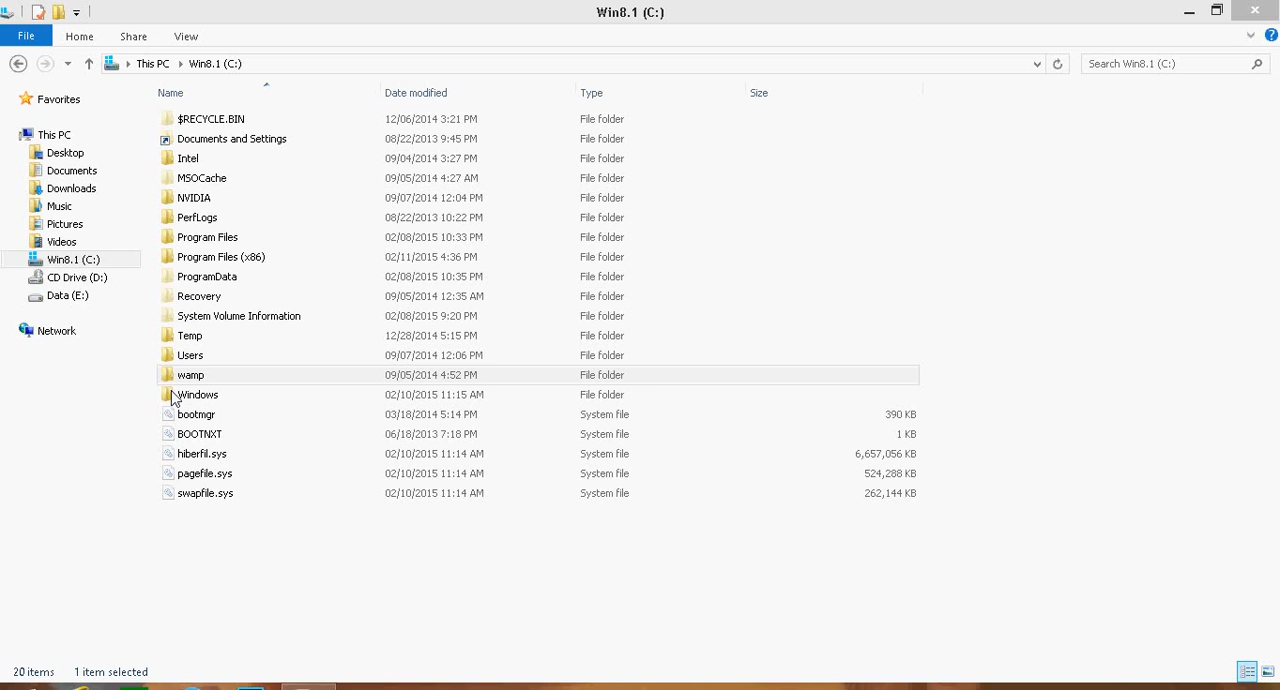 Win8.1 (C:)
File Home Share View
This PC Win8.1 (C:) Search Win8.1 (C:)
Name Date modified Type Size
Favorites
This PC
Desktop
Documents
Downloads
Music
Pictures
Videos
Win8.1 (C:)
CD Drive (D:)
Data (E:)
Network
$RECYCLE.BIN 12/06/2014 3:21 PM File folder
Documents and Settings 08/22/2013 9:45 PM File folder
Intel 09/04/2014 3:27 PM File folder
MSOCache 09/05/2014 4:27 AM File folder
NVIDIA 09/07/2014 12:04 PM File folder
PerfLogs 08/22/2013 10:22 PM File folder
Program Files 02/08/2015 10:33 PM File folder
Program Files (x86) 02/11/2015 4:36 PM File folder
ProgramData 02/08/2015 10:35 PM File folder
Recovery 09/05/2014 12:35 AM File folder
System Volume Information 02/08/2015 9:20 PM File folder
Temp 12/28/2014 5:15 PM File folder
Users 09/07/2014 12:06 PM File folder
wamp 09/05/2014 4:52 PM File folder
Windows 02/10/2015 11:15 AM File folder
bootmgr 03/18/2014 5:14 PM System file 390 KB
BOOTNXT 06/18/2013 7:18 PM System file 1 KB
hiberfil.sys 02/10/2015 11:14 AM System file 6,657,056 KB
pagefile.sys 02/10/2015 11:14 AM System file 524,288 KB
swapfile.sys 02/10/2015 11:14 AM System file 262,144 KB
20 items 1 item selected